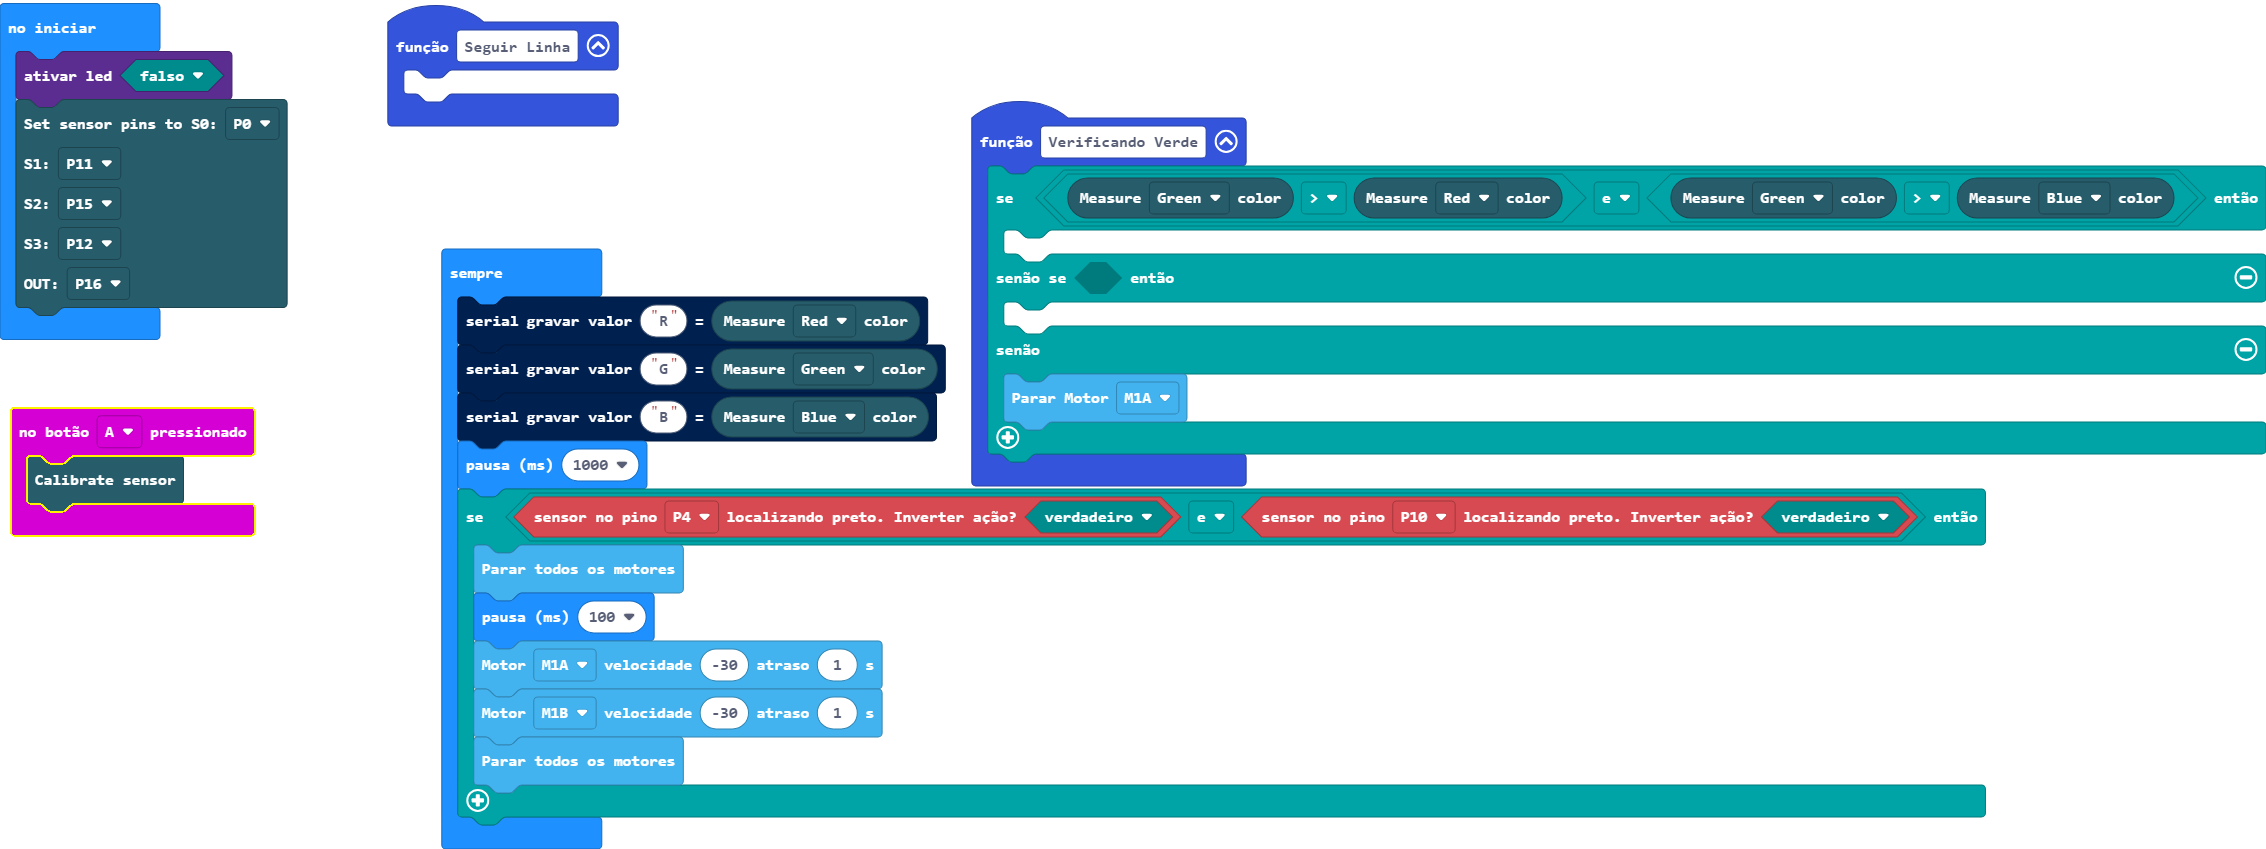 no iniciar
ativar led falso
Set sensor pins to S0: P0
S1: P11
S2: P15
S3: P12
OUT: P16
no botão A pressionado
Calibrate sensor
função Seguir Linha
sempre
serial gravar valor "R" = Measure Red color
serial gravar valor "G" = Measure Green color
serial gravar valor "B" = Measure Blue color
pausa (ms) 1000
se sensor no pino P4 localizando preto. Inverter ação? verdadeiro e sensor no pino P10 localizando preto. Inverter ação? verdadeiro então
Parar todos os motores
pausa (ms) 100
Motor M1A velocidade -30 atraso 1 s
Motor M1B velocidade -30 atraso 1 s
Parar todos os motores
função Verificando Verde
se Measure Green color > Measure Red color e Measure Green color > Measure Blue color então
senão se então
senão
Parar Motor M1A